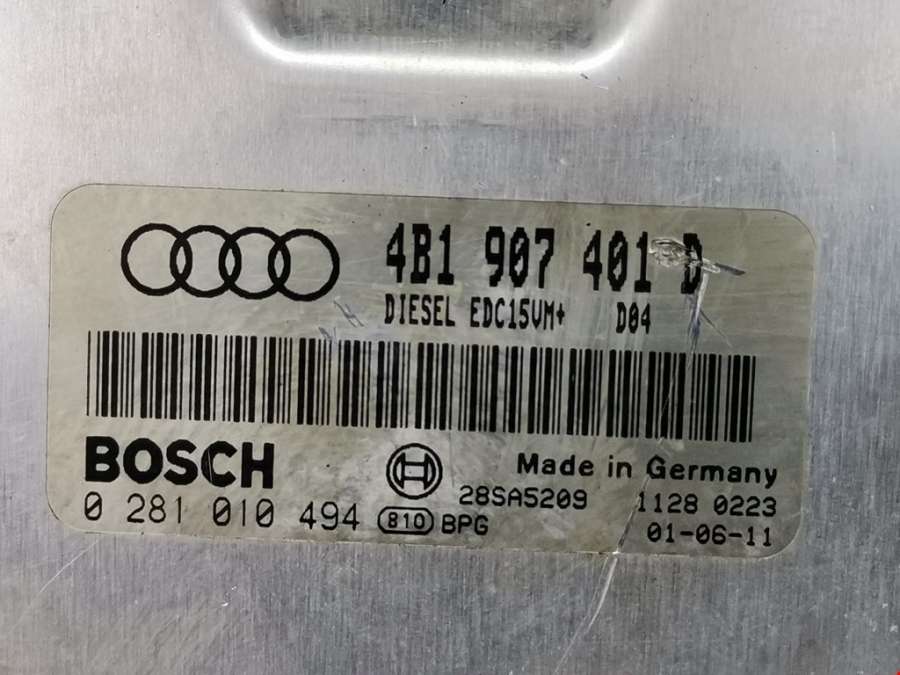 4B1 907 401 D
DIESEL EDC15VM+ D04
BOSCH
Made in Germany
28SA5209 1128 0223
0 281 010 494 810 BPG
01-06-11